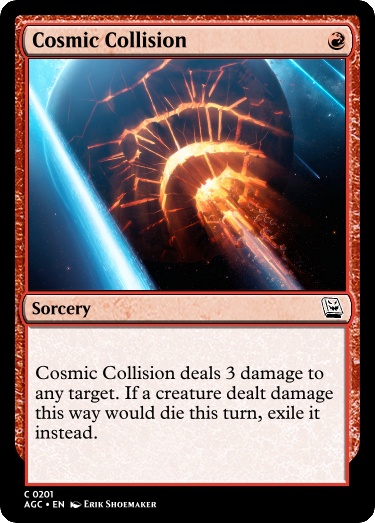 Cosmic Collision
Sorcery
Cosmic Collision deals 3 damage to
any target. If a creature dealt damage
this way would die this turn, exile it
instead.
C 0201
AGC • EN Erik Shoemaker